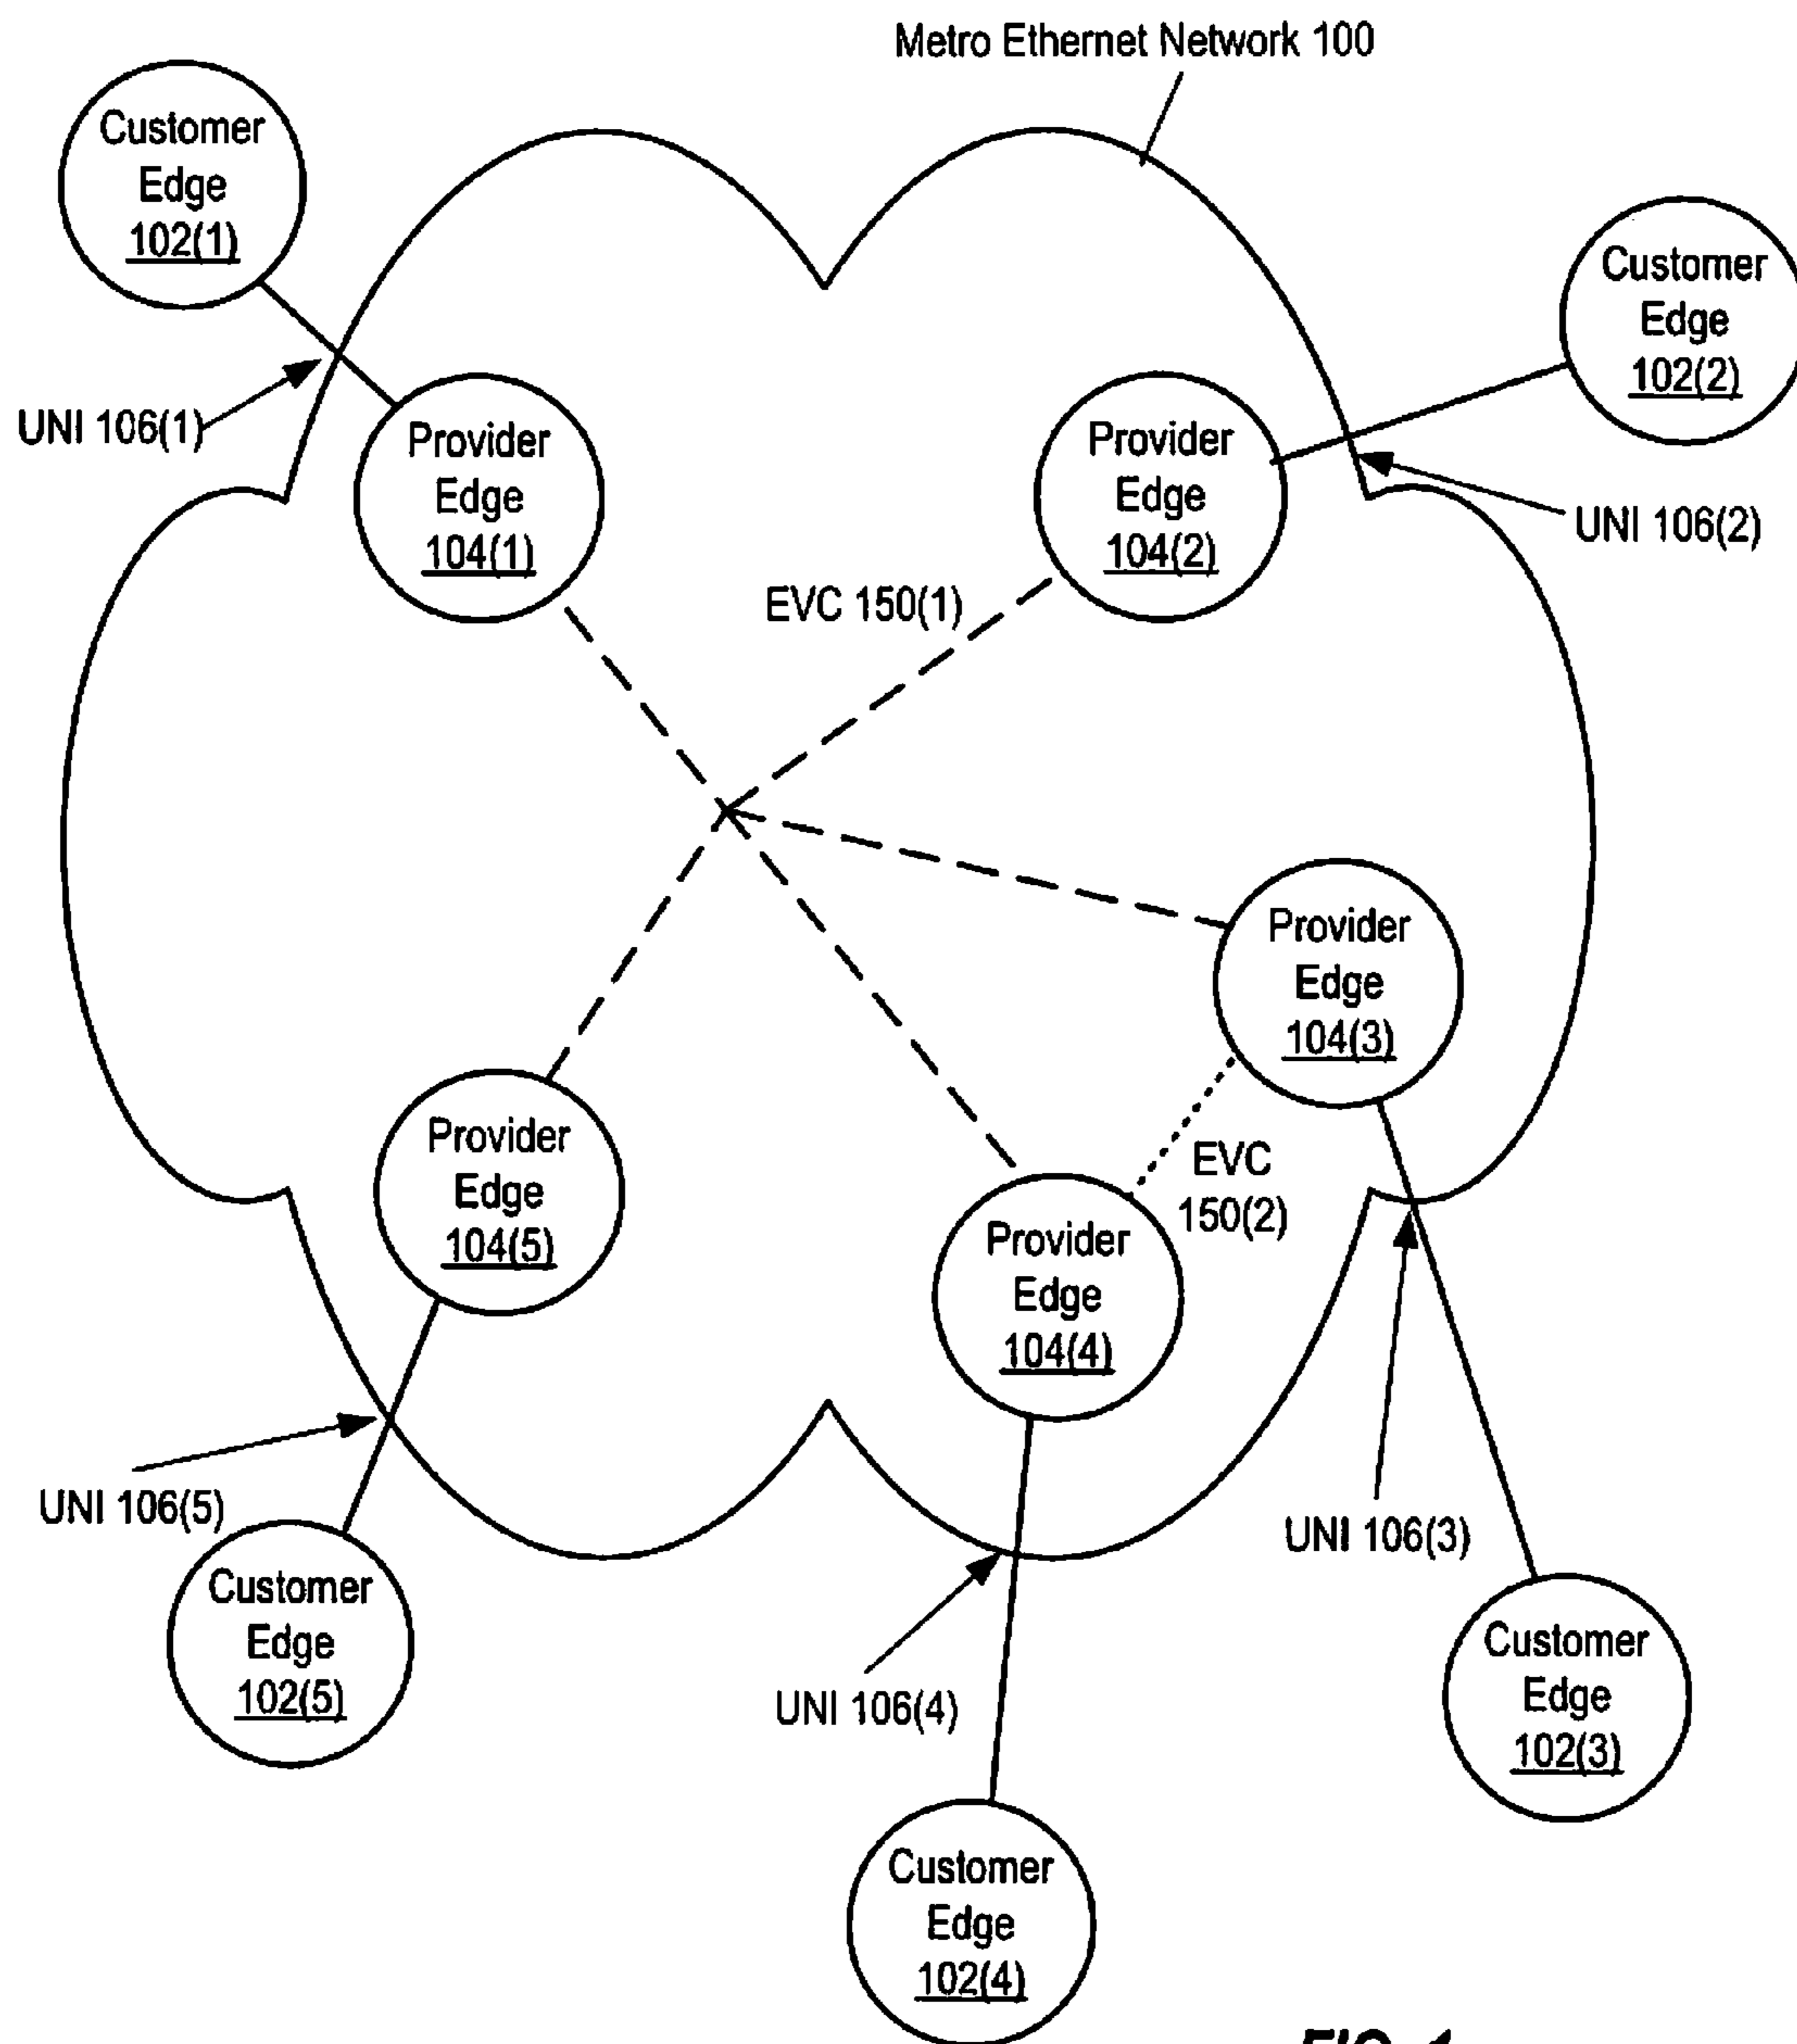 Metro Ethernet Network 100
Customer
Edge
102(1)
Customer
Edge
102(2)
UNI 106(1)
Provider
Edge
104(1)
Provider
Edge
104(2)
UNI 106(2)
EVC 150(1)
Provider
Edge
104(3)
Provider
Edge
104(5)
EVC
150(2)
Provider
Edge
104(4)
UNI 106(5)
UNI 106(3)
Customer
Edge
102(5)
Customer
Edge
102(3)
UNI 106(4)
Customer
Edge
102(4)